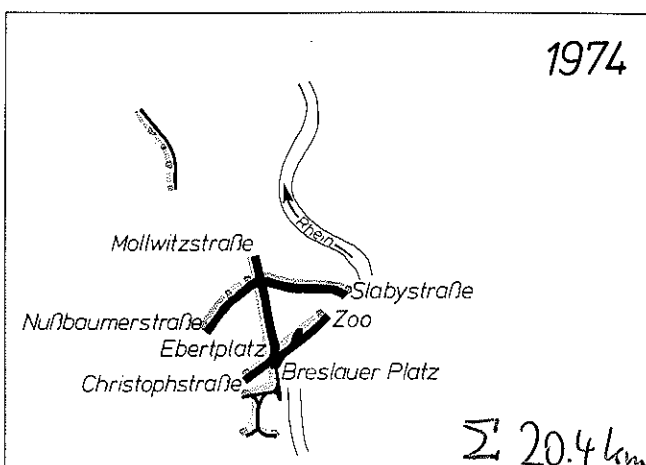 1974
Rhein
Mollwitzstraße
Slabystraße
Nußbaumerstraße
Zoo
Ebertplatz
Breslauer Platz
Christophstraße
Σ 20.4 km